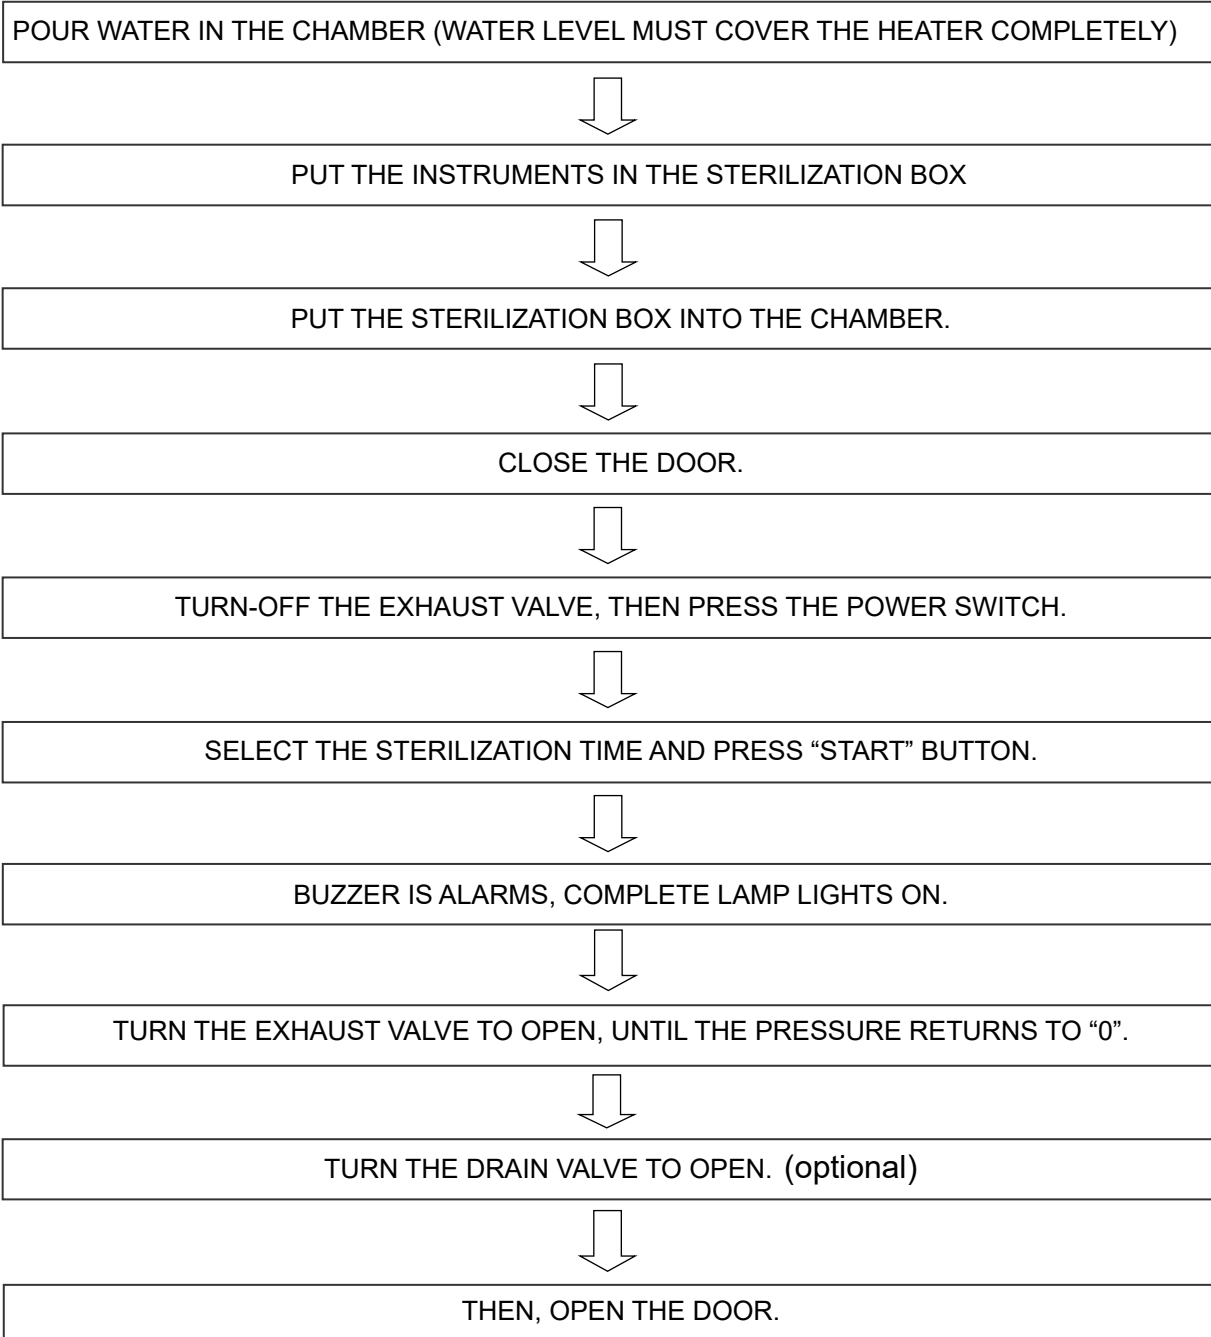 POUR WATER IN THE CHAMBER (WATER LEVEL MUST COVER THE HEATER COMPLETELY)
PUT THE INSTRUMENTS IN THE STERILIZATION BOX
PUT THE STERILIZATION BOX INTO THE CHAMBER.
CLOSE THE DOOR.
TURN-OFF THE EXHAUST VALVE, THEN PRESS THE POWER SWITCH.
SELECT THE STERILIZATION TIME AND PRESS “START” BUTTON.
BUZZER IS ALARMS, COMPLETE LAMP LIGHTS ON.
TURN THE EXHAUST VALVE TO OPEN, UNTIL THE PRESSURE RETURNS TO “0”.
TURN THE DRAIN VALVE TO OPEN. (optional)
THEN, OPEN THE DOOR.